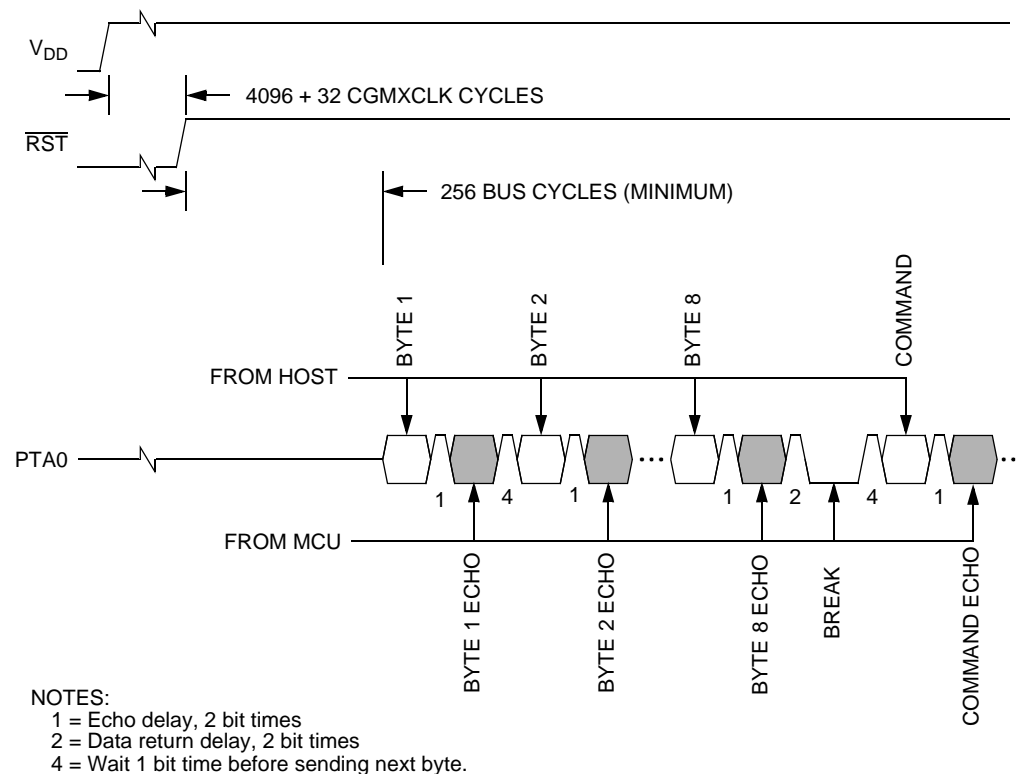 VDD
4096 + 32 CGMXCLK CYCLES
RST
256 BUS CYCLES (MINIMUM)
BYTE 1
BYTE 2
BYTE 8
COMMAND
FROM HOST
PTA0
...
...
1
4
1
1
2
4
1
FROM MCU
BYTE 1 ECHO
BYTE 2 ECHO
BYTE 8 ECHO
BREAK
COMMAND ECHO
NOTES:
1 = Echo delay, 2 bit times
2 = Data return delay, 2 bit times
4 = Wait 1 bit time before sending next byte.